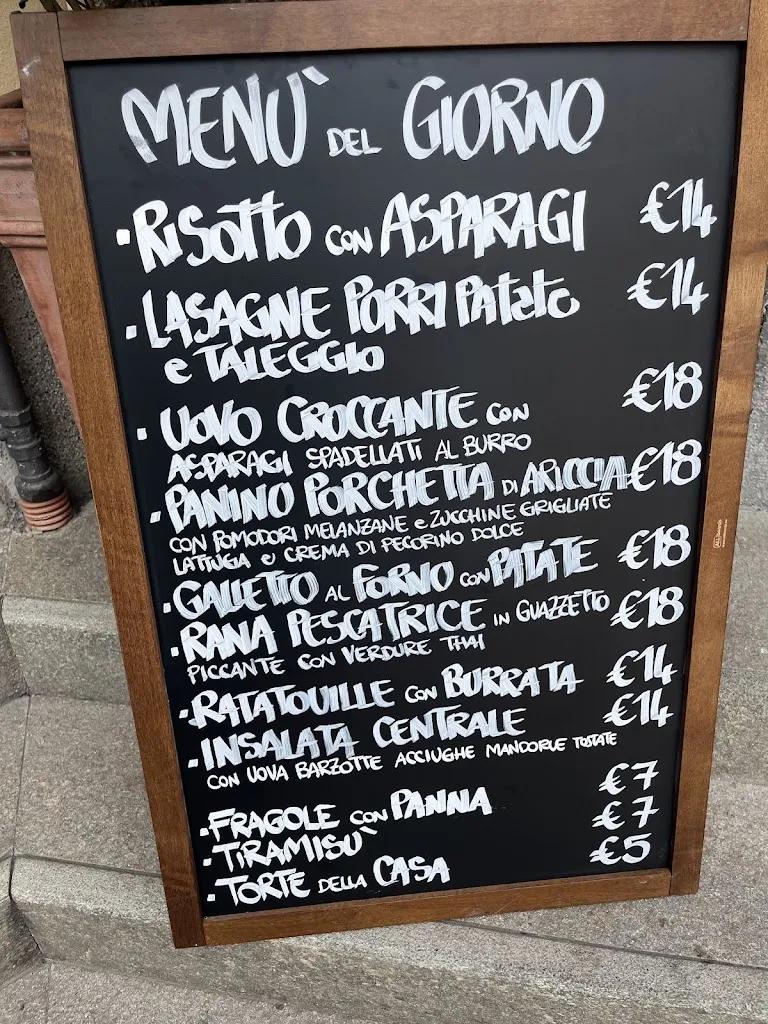 MENÙ DEL GIORNO
·RISOTTO CON ASPARAGI €14
·LASAGNE PORRI PATATE €14
e TALEGGIO
·UOVO CROCCANTE CON €18
ASPARAGI SPADELLATI AL BURRO
·PANINO PORCHETTA DI ARICCIA €18
CON POMODORI MELANZANE e ZUCCHINE GRIGLIATE
LATTUGA e CREMA DI PECORINO DOLCE
·GALLETTO AL FORNO CON PATATE €18
·RANA PESCATRICE IN GUAZZETTO €18
PICCANTE CON VERDURE THAI
·RATATOUILLE CON BURRATA €14
·INSALATA CENTRALE €14
CON UOVA BARZOTTE ACCIUGHE MANDORLE TOSTATE
·FRAGOLE CON PANNA €7
·TIRAMISÙ €7
·TORTE DELLA CASA €5